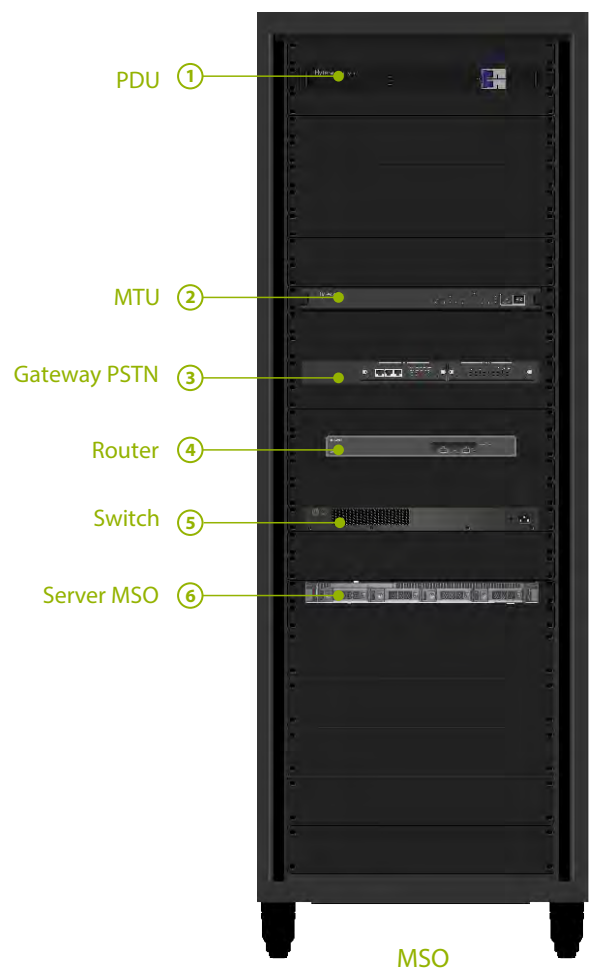 PDU 1
MTU 2
Gateway PSTN 3
Router 4
Switch 5
Server MSO 6
MSO